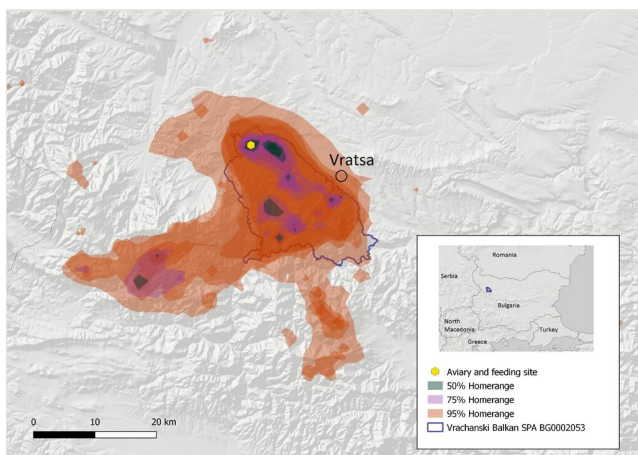 Vratsa
Romania
Serbia
Bulgaria
North
Macedonia
Turkey
Greece
Aviary and feeding site
50% Homerange
75% Homerange
95% Homerange
Vrachanski Balkan SPA BG0002053
0 10 20 km